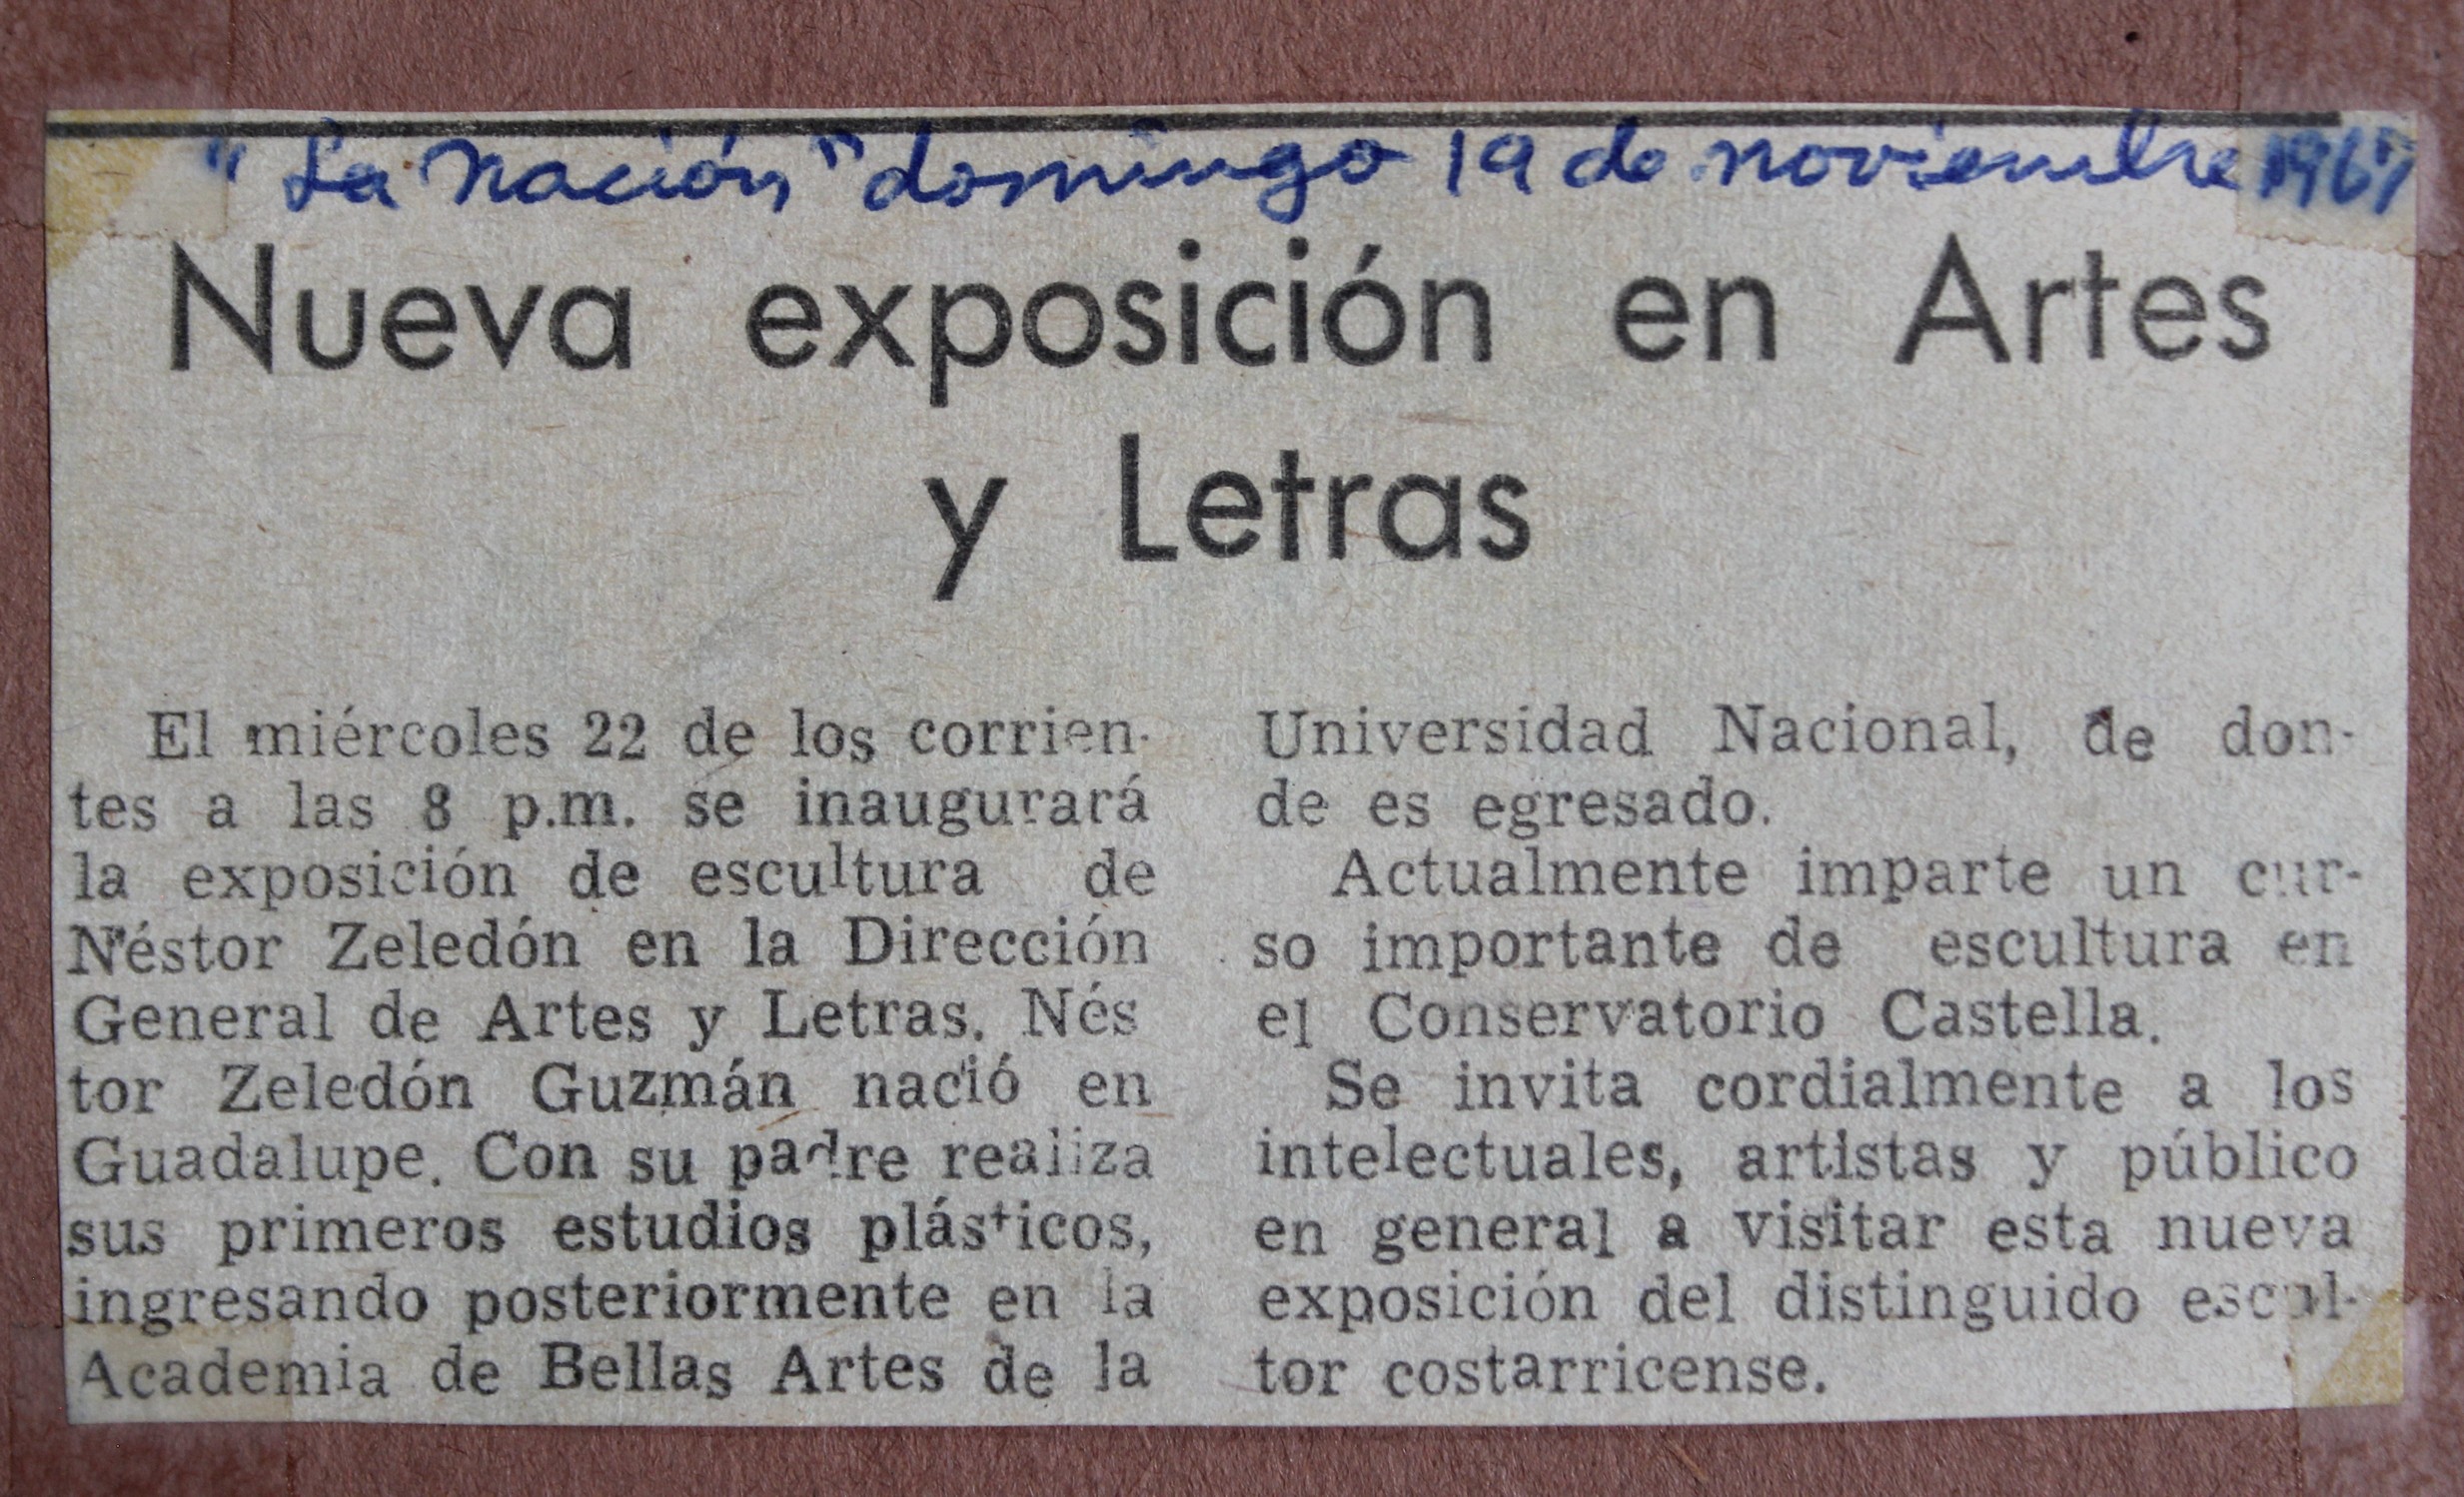 "La Nación" domingo 19 de noviembre 1967
Nueva exposición en Artes
y Letras
El miércoles 22 de los corrien-
tes a las 8 p.m. se inaugurará
la exposición de escultura de
Néstor Zeledón en la Dirección
General de Artes y Letras. Nés
tor Zeledón Guzmán nació en
Guadalupe. Con su padre realiza
sus primeros estudios plásticos,
ingresando posteriormente en la
Academia de Bellas Artes de la
Universidad Nacional, de don-
de es egresado.
Actualmente imparte un cur-
so importante de escultura en
el Conservatorio Castella.
Se invita cordialmente a los
intelectuales, artistas y público
en general a visitar esta nueva
exposición del distinguido escul-
tor costarricense.